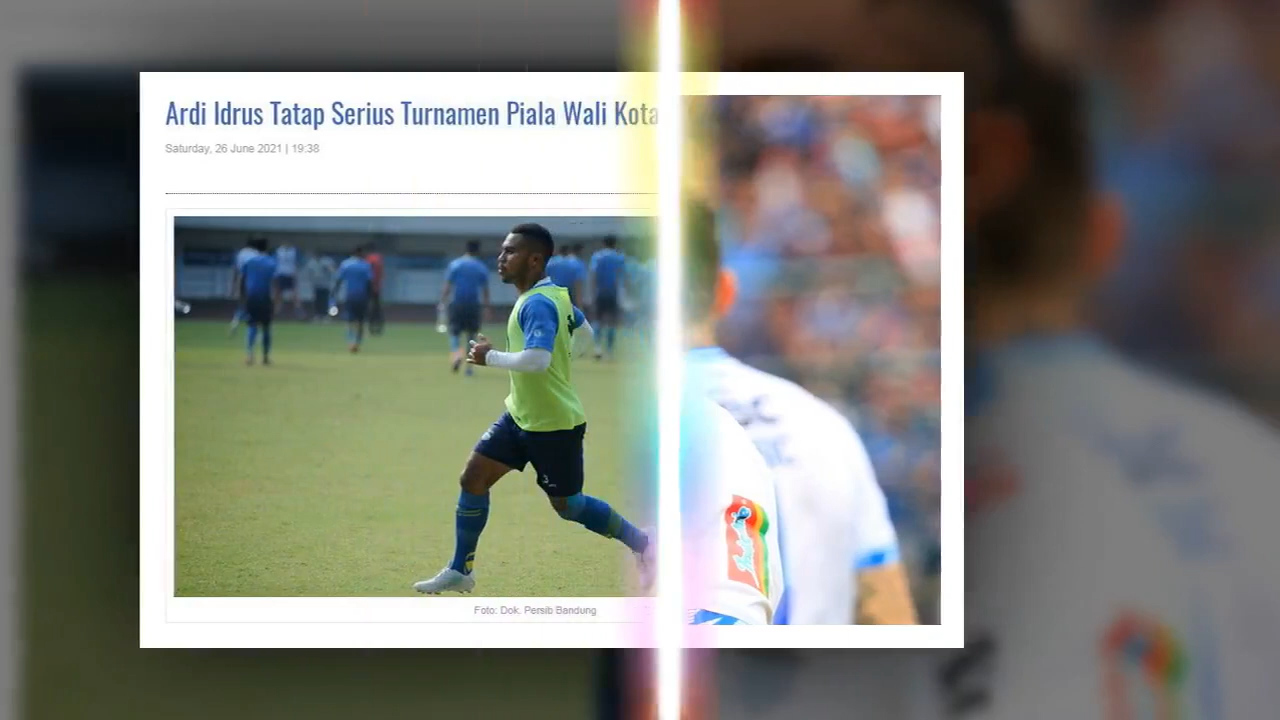 Ardi Idrus Tatap Serius Turnamen Piala Wali Kota
Saturday, 26 June 2021 | 19:38
Foto: Dok. Persib Bandung